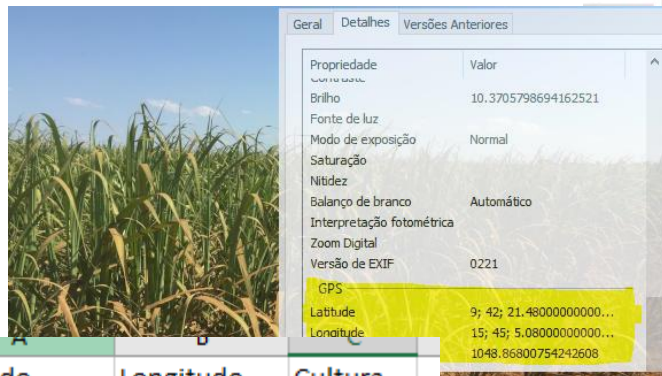 Geral Detalhes Versões Anteriores
Propriedade Valor
Contraste
Brilho 10.3705798694162521
Fonte de luz
Modo de exposição Normal
Saturação
Nitidez
Balanço de branco Automático
Interpretação fotométrica
Zoom Digital
Versão de EXIF 0221
GPS
Latitude 9; 42; 21.48000000000...
Longitude 15; 45; 5.08000000000...
1048.86800754242608
A B C
Longitude Cultura